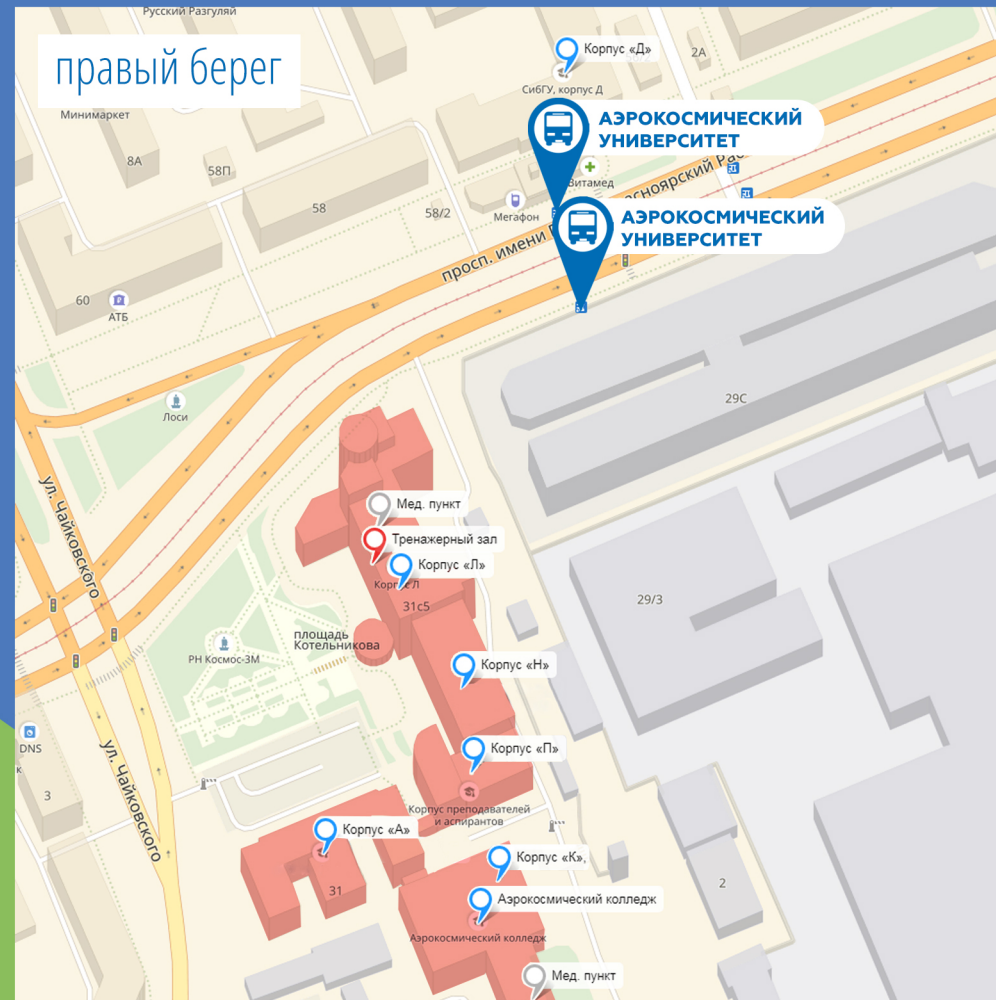 Русский Разгуляй
правый берег
Корпус «Д»
2А
СибГУ, корпус Д
Минимаркет
АЭРОКОСМИЧЕСКИЙ
УНИВЕРСИТЕТ
8А
58П
Витамед
58
58/2
Мегафон
просп. имени
АЭРОКОСМИЧЕСКИЙ
УНИВЕРСИТЕТ
60
АТБ
29С
Лоси
ул. Чайковского
Мед. пункт
Тренажерный зал
Корпус «Л»
31с5
29/3
площадь
Котельникова
РН Космос-3М
Корпус «Н»
DNS
к
ул. Чайковского
Корпус «П»
3
Корпус преподавателей
и аспирантов
Корпус «А»
Корпус «К»,
31
2
Аэрокосмический колледж
Аэрокосмический колледж
Мед. пункт